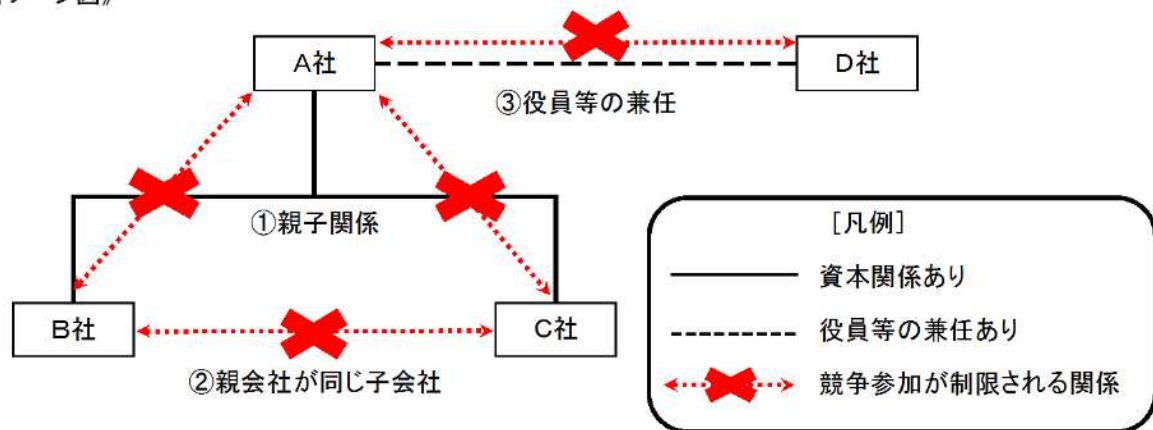 A社
D社
③役員等の兼任
①親子関係
B社
C社
②親会社が同じ子会社
[凡例]
資本関係あり
役員等の兼任あり
競争参加が制限される関係